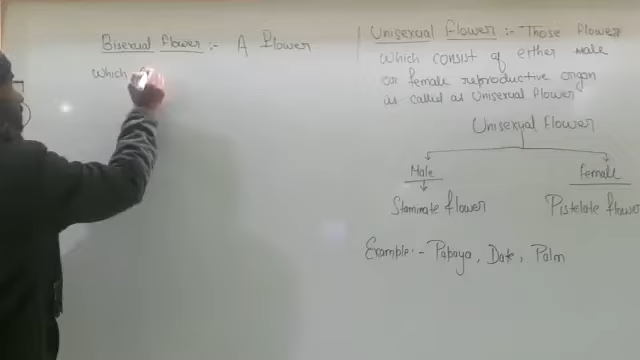 Bisexual flower :- A flower
which
Unisexual flower :- Those flower
which consist of either male
or female reproductive organ
is called as Unisexual flower
Unisexual flower
Male
Female
Staminate flower
Pistelate flower
Example:- Papaya, Date, Palm